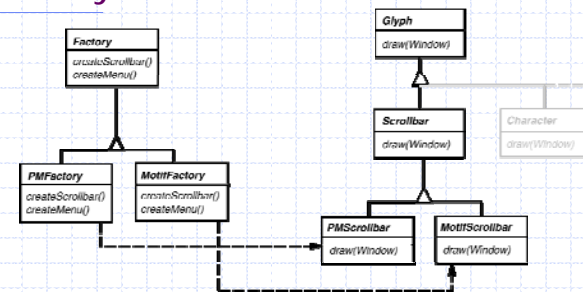 Factory
createScrollbar()
createMenu()
Glyph
draw(Window)
Scrollbar
draw(Window)
Character
draw(Window)
PMFactory
createScrollbar()
createMenu()
MotifFactory
createScrollbar()
createMenu()
PMScrollbar
draw(Window)
MotifScrollbar
draw(Window)